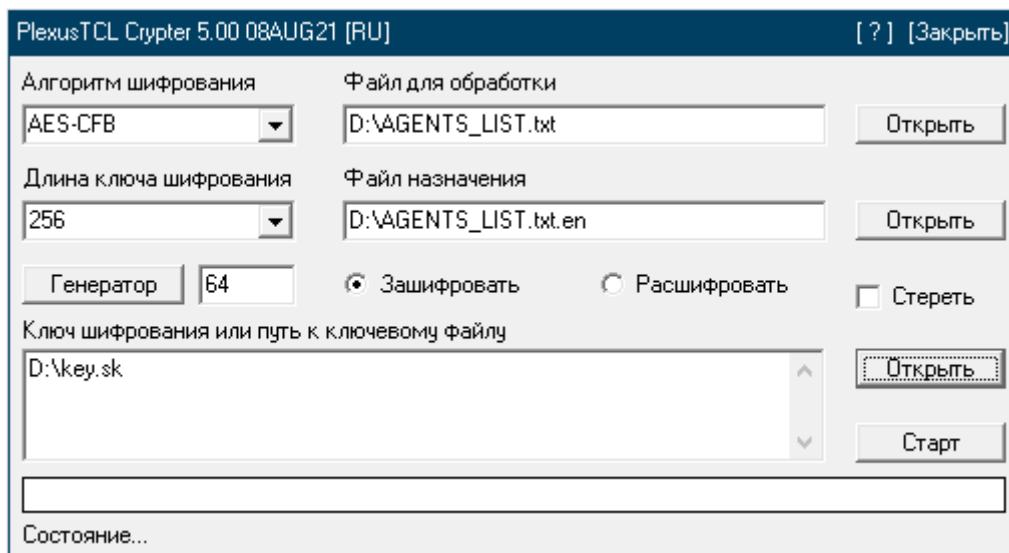 PlexusTCL Crypter 5.00 08AUG21 [RU] [ ? ] [Закрыть]
Алгоритм шифрования Файл для обработки
AES-CFB D:\AGENTS_LIST.txt Открыть
Длина ключа шифрования Файл назначения
256 D:\AGENTS_LIST.txt.en Открыть
Генератор 64 Зашифровать Расшифровать Стереть
Ключ шифрования или путь к ключевому файлу
D:\key.sk Открыть
Старт
Состояние...